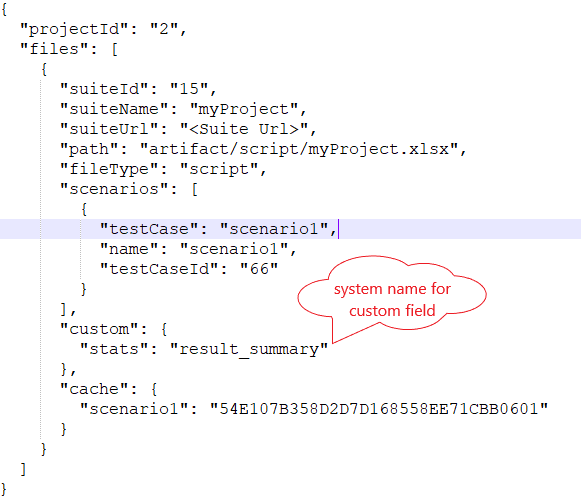 {
  "projectId": "2",
  "files": [
    {
      "suiteId": "15",
      "suiteName": "myProject",
      "suiteUrl": "<Suite Url>",
      "path": "artifact/script/myProject.xlsx",
      "fileType": "script",
      "scenarios": [
        {
          "testCase": "scenario1",
          "name": "scenario1",
          "testCaseId": "66"
        }
      ],
      "custom": {
        "stats": "result_summary"
      },
      "cache": {
        "scenario1": "54E107B358D2D7D168558EE71CBB0601"
      }
    }
  ]
}
system name for
custom field